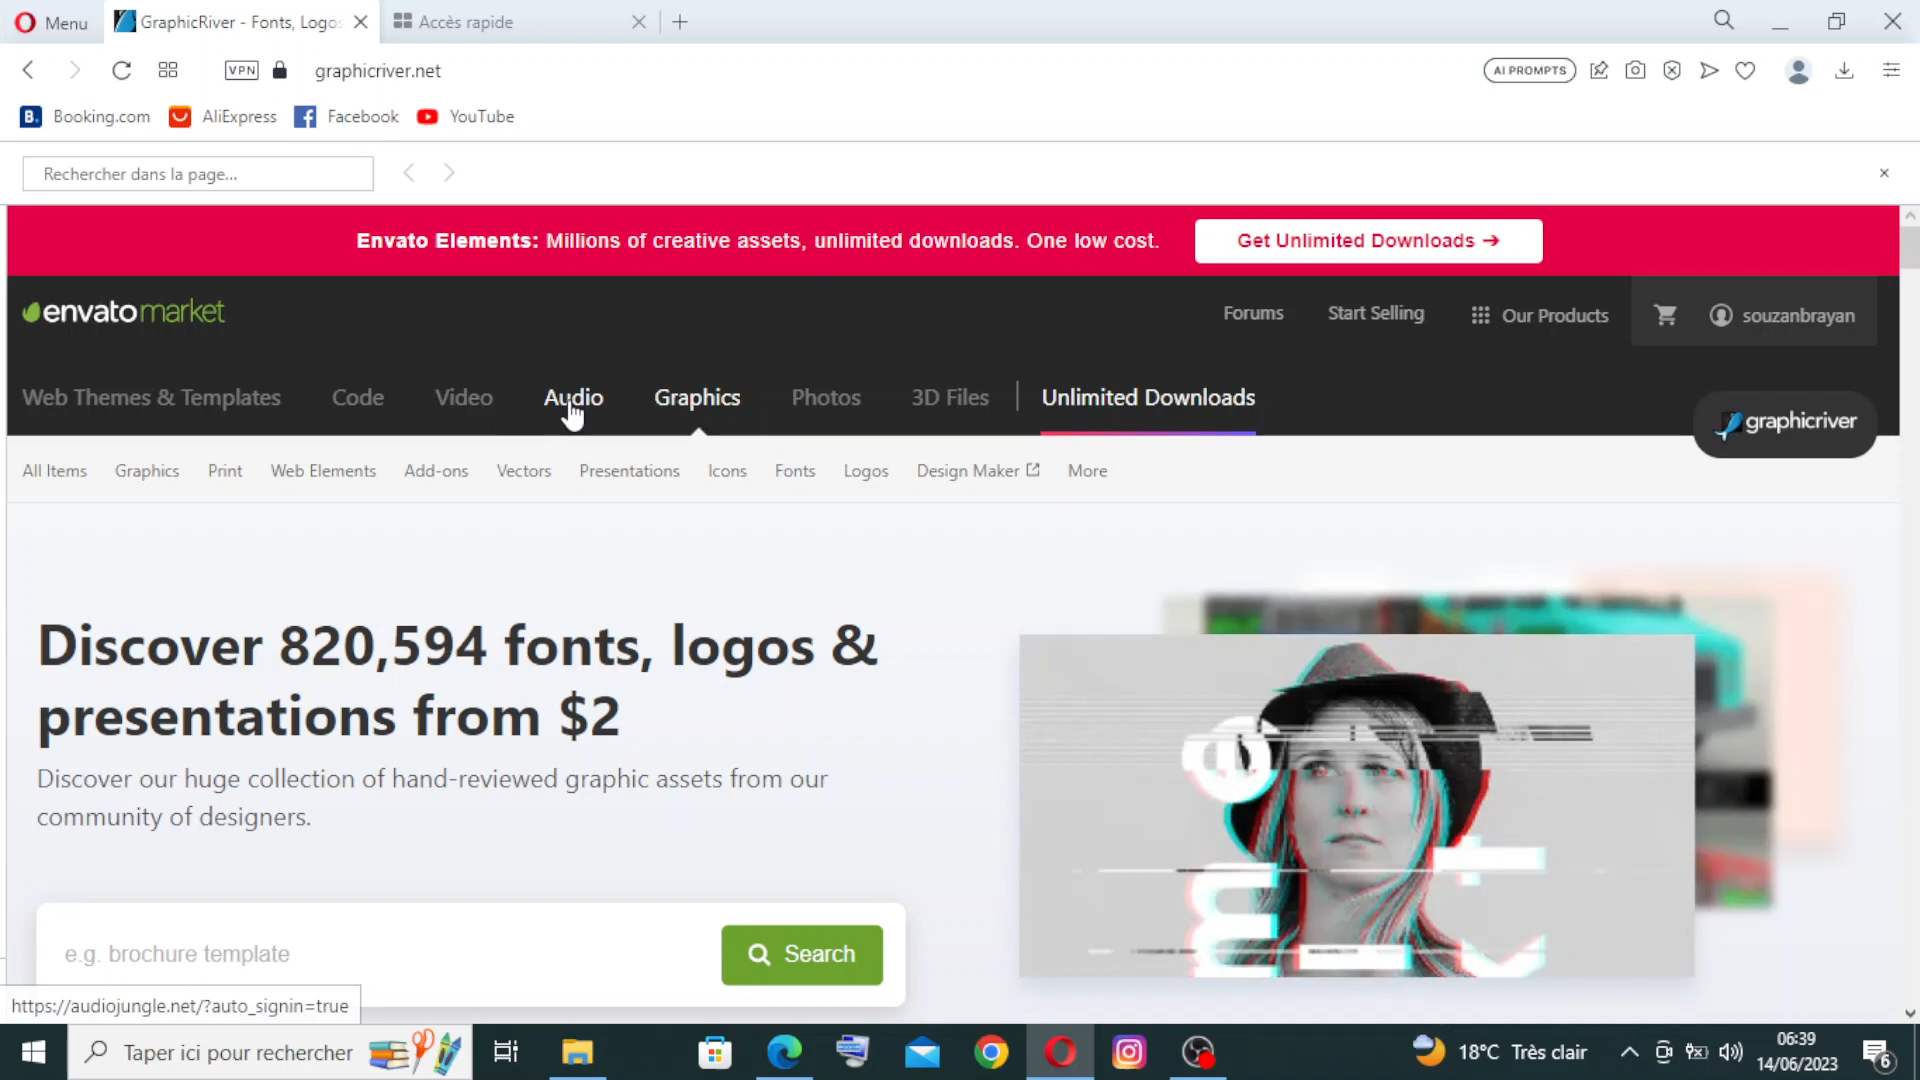 Menu
GraphicRiver - Fonts, Logos
Accès rapide
VPN
graphicriver.net
AI PROMPTS
B. Booking.com
AliExpress
Facebook
YouTube
Rechercher dans la page...
Envato Elements: Millions of creative assets, unlimited downloads. One low cost.
Get Unlimited Downloads →
envatomarket
Forums
Start Selling
Our Products
souzanbrayan
Web Themes & Templates
Code
Video
Audio
Graphics
Photos
3D Files
Unlimited Downloads
graphicriver
All Items
Graphics
Print
Web Elements
Add-ons
Vectors
Presentations
Icons
Fonts
Logos
Design Maker
More
Discover 820,594 fonts, logos &
presentations from $2
Discover our huge collection of hand-reviewed graphic assets from our
community of designers.
e.g. brochure template
Search
https://audiojungle.net/?auto_signin=true
Taper ici pour rechercher
18°C Très clair
06:39
14/06/2023
6